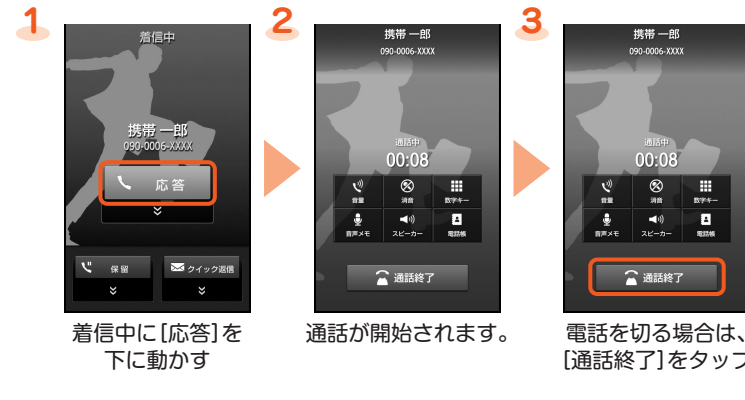 1
着信中
携帯 一郎
090-0006-XXXX
応答
保留
クイック返信
着信中に[応答]を
下に動かす
2
携帯 一郎
090-0006-XXXX
通話中
00:08
音量 消音 数字キー
音声メモ スピーカー 電話帳
通話終了
通話が開始されます。
3
携帯 一郎
090-0006-XXXX
通話中
00:08
音量 消音 数字キー
音声メモ スピーカー 電話帳
通話終了
電話を切る場合は、
[通話終了]をタップ